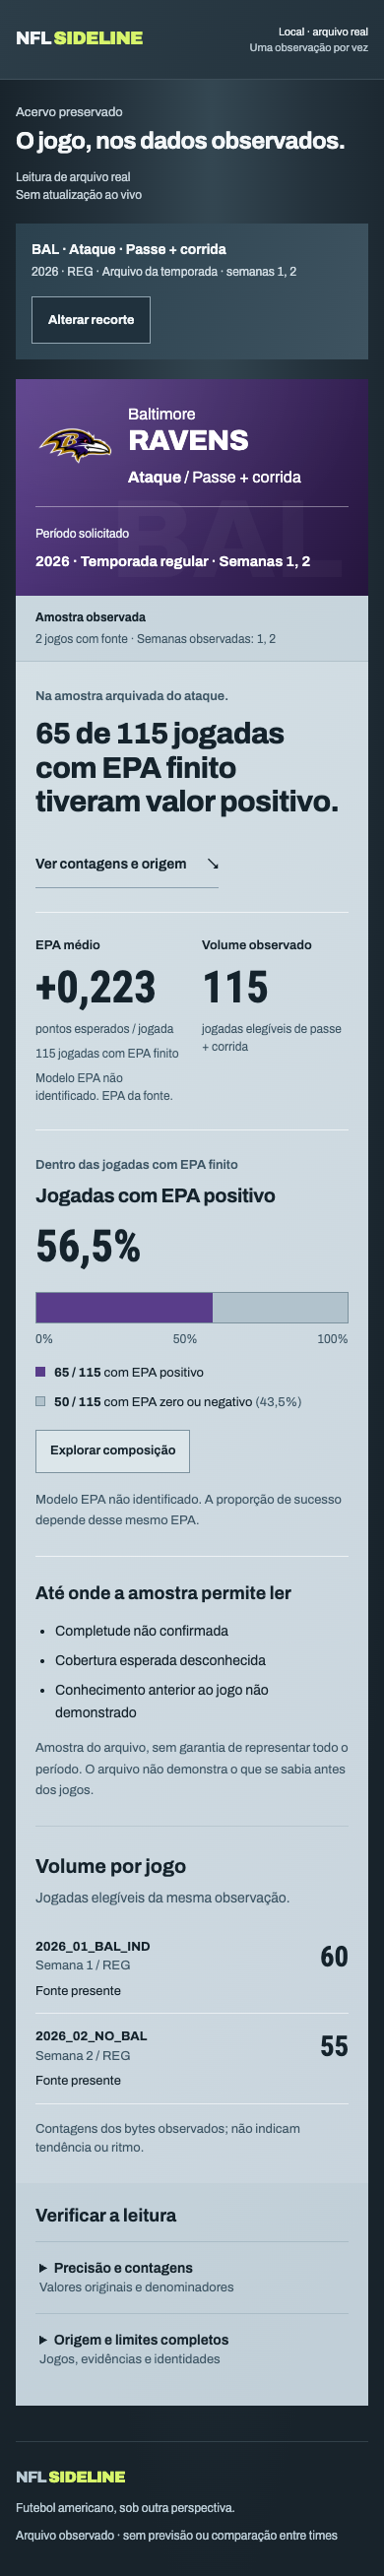 NFL SIDELINE
Local · arquivo real
Uma observação por vez
Acervo preservado
O jogo, nos dados observados.
Leitura de arquivo real
Sem atualização ao vivo
BAL · Ataque · Passe + corrida
2026 · REG · Arquivo da temporada · semanas 1, 2
Alterar recorte
Baltimore
RAVENS
Ataque / Passe + corrida
BAL
Período solicitado
2026 · Temporada regular · Semanas 1, 2
Amostra observada
2 jogos com fonte · Semanas observadas: 1, 2
Na amostra arquivada do ataque.
65 de 115 jogadas
com EPA finito
tiveram valor positivo.
Ver contagens e origem ↘
EPA médio
+0,223
pontos esperados / jogada
115 jogadas com EPA finito
Modelo EPA não
identificado. EPA da fonte.
Volume observado
115
jogadas elegíveis de passe
+ corrida
Dentro das jogadas com EPA finito
Jogadas com EPA positivo
56,5%
0% 50% 100%
65 / 115 com EPA positivo
50 / 115 com EPA zero ou negativo (43,5%)
Explorar composição
Modelo EPA não identificado. A proporção de sucesso
depende desse mesmo EPA.
Até onde a amostra permite ler
• Completude não confirmada
• Cobertura esperada desconhecida
• Conhecimento anterior ao jogo não
demonstrado
Amostra do arquivo, sem garantia de representar todo o
período. O arquivo não demonstra o que se sabia antes
dos jogos.
Volume por jogo
Jogadas elegíveis da mesma observação.
2026_01_BAL_IND
Semana 1 / REG
Fonte presente
60
2026_02_NO_BAL
Semana 2 / REG
Fonte presente
55
Contagens dos bytes observados; não indicam
tendência ou ritmo.
Verificar a leitura
▶ Precisão e contagens
Valores originais e denominadores
▶ Origem e limites completos
Jogos, evidências e identidades
NFL SIDELINE
Futebol americano, sob outra perspectiva.
Arquivo observado · sem previsão ou comparação entre times